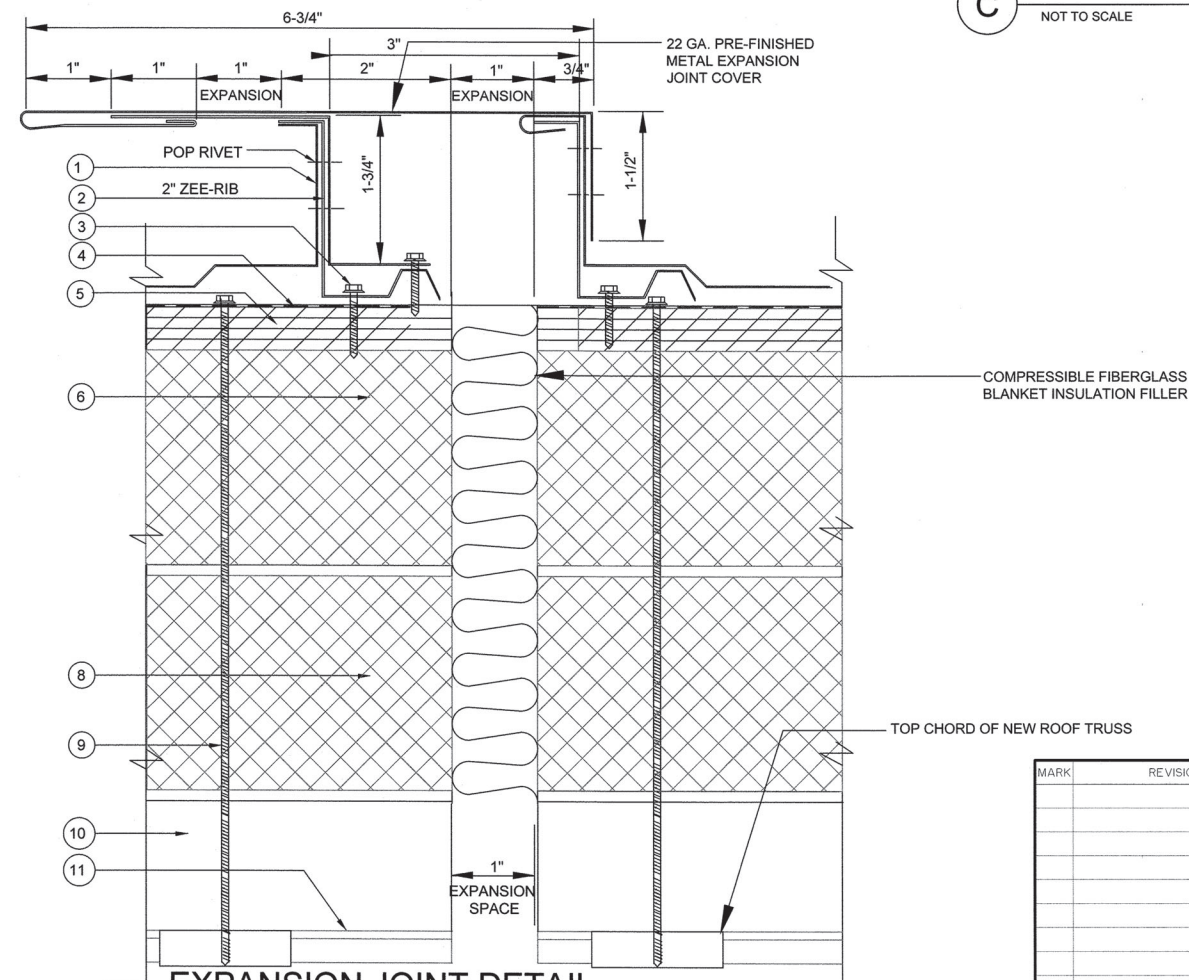 6-3/4"
C
NOT TO SCALE
3"
22 GA. PRE-FINISHED
METAL EXPANSION
JOINT COVER
1"
1"
1"
2"
1"
3/4"
EXPANSION
EXPANSION
POP RIVET
1
2" ZEE-RIB
2
1-3/4"
1-1/2"
3
4
5
6
COMPRESSIBLE FIBERGLASS
BLANKET INSULATION FILLER
8
9
TOP CHORD OF NEW ROOF TRUSS
MARK
10
11
1"
EXPANSION
SPACE
EXPANSION JOINT DETAIL